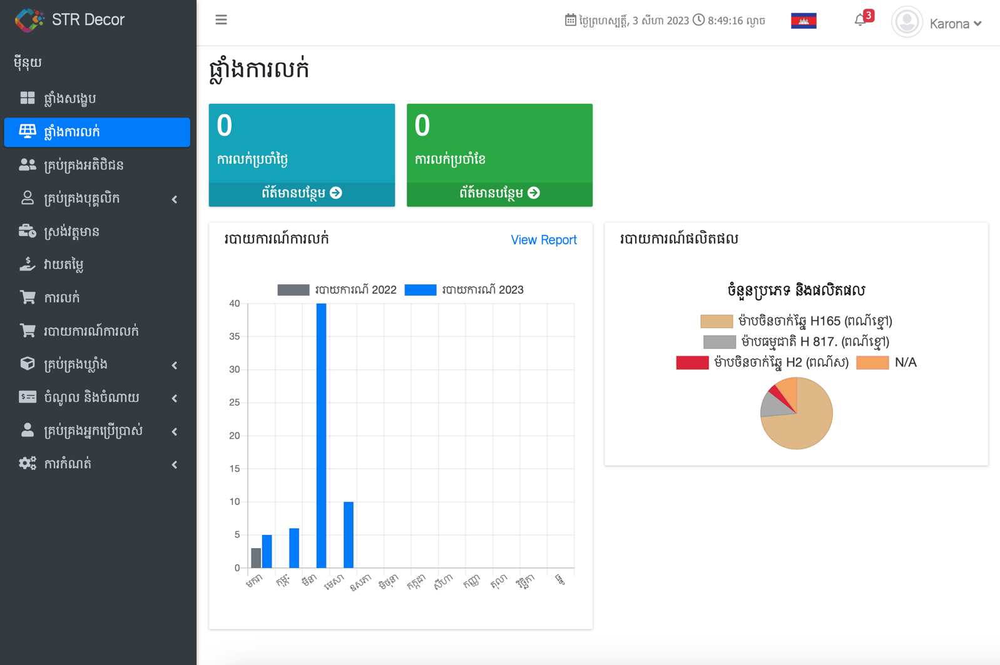 STR Decor
ថ្ងៃព្រហស្បត្តិ៍, 3 សីហា 2023 8:49:16 ល្ងាច
3
Karona
ម៉ីនុយ
ផ្ទាំងសង្ខេប
ផ្ទាំងការលក់
គ្រប់គ្រងអតិថិជន
គ្រប់គ្រងបុគ្គលិក
ស្រង់វត្តមាន
វាយតម្លៃ
ការលក់
របាយការណ៍ការលក់
គ្រប់គ្រងឃ្លាំង
ចំណូល និងចំណាយ
គ្រប់គ្រងអ្នកប្រើប្រាស់
ការកំណត់
ផ្ទាំងការលក់
0
ការលក់ប្រចាំថ្ងៃ
ព័ត៍មានបន្ថែម
0
ការលក់ប្រចាំខែ
ព័ត៍មានបន្ថែម
របាយការណ៍ការលក់
View Report
របាយការណ៍ 2022 របាយការណ៍ 2023
40
35
30
25
20
15
10
5
0
មករា កុម្ភៈ មីនា មេសា ឧសភា មិថុនា កក្កដា សីហា កញ្ញា តុលា វិច្ឆិកា ធ្នូ
របាយការណ៍ផលិតផល
ចំនួនប្រភេទ និងផលិតផល
ម៉ាបចិនចាក់ឆ្នៃ H165 (ពណ៍ខ្មៅ)
ម៉ាបធម្មជាតិ H 817. (ពណ៍ខ្មៅ)
ម៉ាបចិនចាក់ឆ្នៃ H2 (ពណ៍ស) N/A